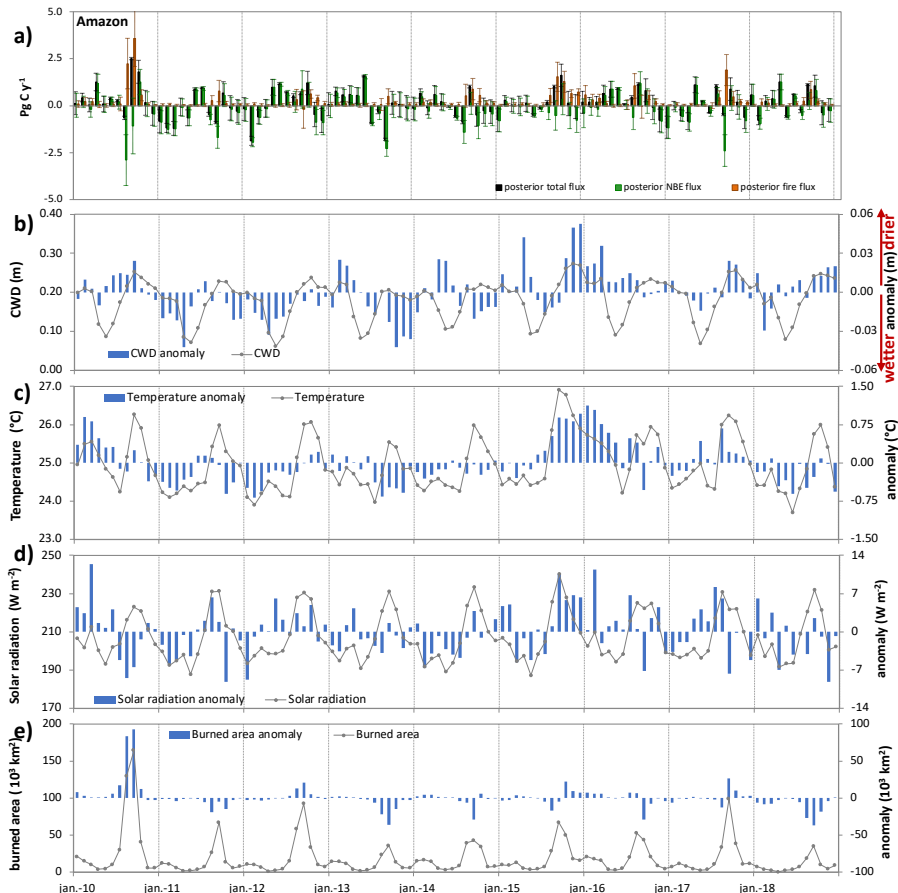 a)
Amazon
5.0
2.5
0.0
-2.5
-5.0
Pg C y⁻¹
posterior total flux
posterior NBE flux
posterior fire flux
b)
0.40
0.30
0.20
0.10
0.00
CWD (m)
0.06
0.03
0.00
-0.03
-0.06
wetter anomaly (m) drier
CWD anomaly
CWD
c)
27.0
26.0
25.0
24.0
23.0
Temperature (°C)
1.50
0.75
0.00
-0.75
-1.50
anomaly (°C)
Temperature anomaly
Temperature
d)
250
230
210
190
170
Solar radiation (W m⁻²)
14
7
0
-7
-14
anomaly (W m⁻²)
Solar radiation anomaly
Solar radiation
e)
200
150
100
50
0
burned area (10³ km²)
100
50
0
-50
-100
anomaly (10³ km²)
Burned area anomaly
Burned area
jan.-10
jan.-11
jan.-12
jan.-13
jan.-14
jan.-15
jan.-16
jan.-17
jan.-18